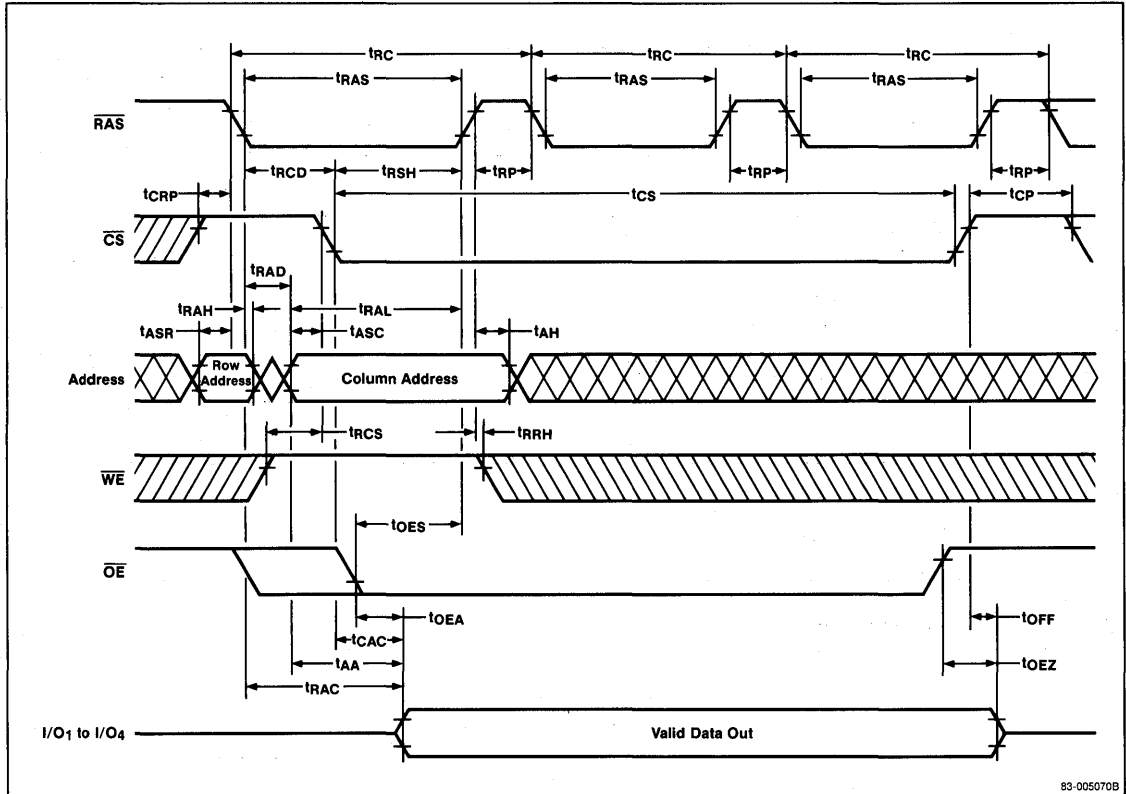 tRC tRC tRC
tRAS tRAS tRAS
RAS
tRCD tRSH tRP tRP tRP
tCRP tCS tCP
CS
tRAD
tRAH tRAL
tASR tASC tAH
Address Row Address Column Address
tRCS tRRH
WE
tOES
OE
tOEA tOFF
tCAC
tAA tOEZ
tRAC
I/O1 to I/O4 Valid Data Out
83-005070B